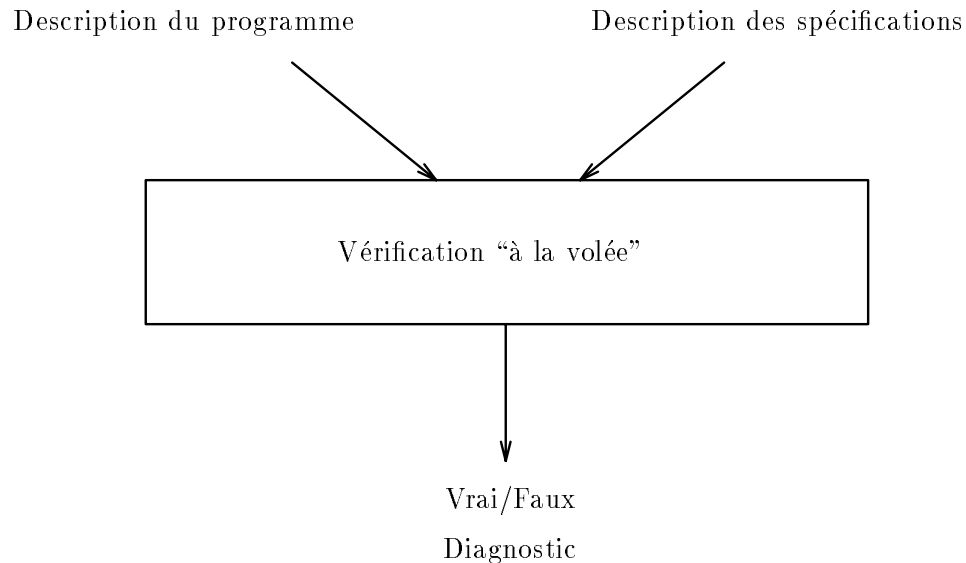 Description du programme
Description des spécifications
Vérification “à la volée”
Vrai/Faux
Diagnostic